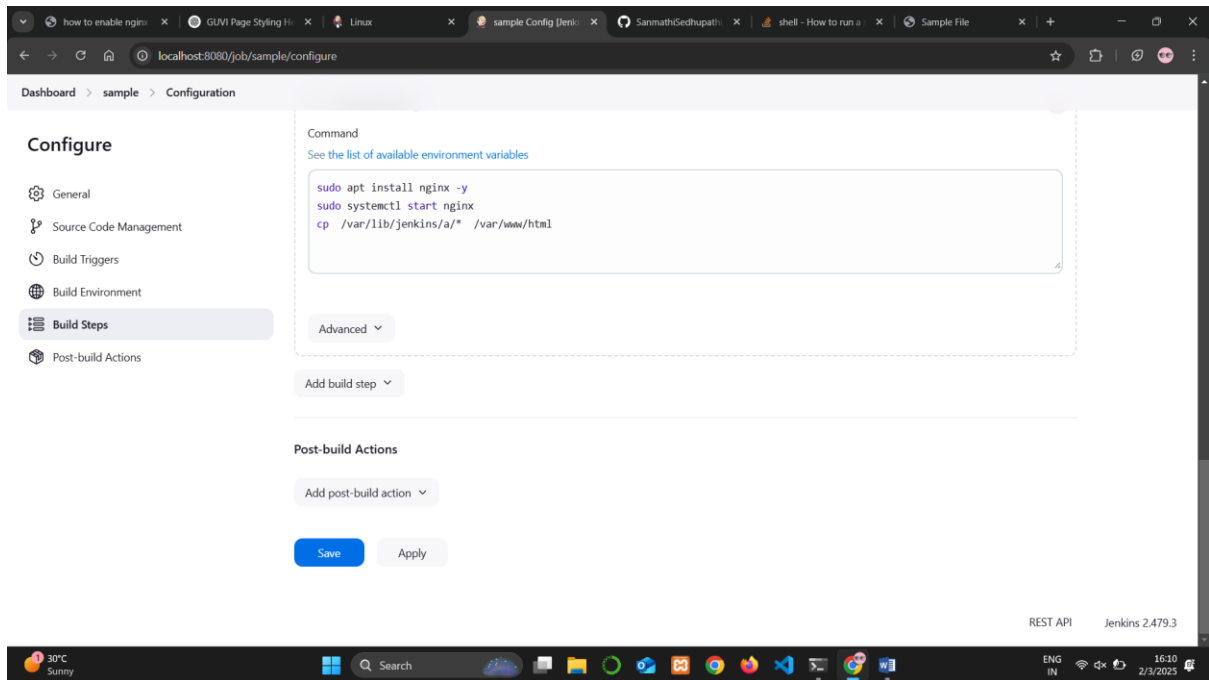 how to enable nginx
GUVI Page Styling He
Linux
sample Config [Jenki
SanmathiSedhupathi
shell - How to run a s
Sample File
localhost:8080/job/sample/configure
Dashboard > sample > Configuration
Configure
General
Source Code Management
Build Triggers
Build Environment
Build Steps
Post-build Actions
Command
See the list of available environment variables
sudo apt install nginx -y
sudo systemctl start nginx
cp  /var/lib/jenkins/a/*  /var/www/html
Advanced
Add build step
Post-build Actions
Add post-build action
Save
Apply
REST API
Jenkins 2.479.3
1
30°C
Sunny
Search
ENG
IN
16:10
2/3/2025